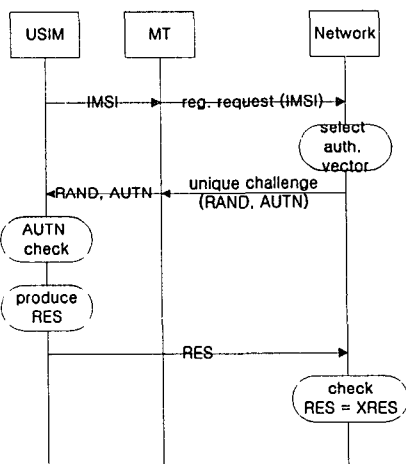 USIM MT Network
IMSI reg. request (IMSI)
select
auth.
vector
RAND, AUTN unique challenge
(RAND, AUTN)
AUTN
check
produce
RES
RES
check
RES = XRES